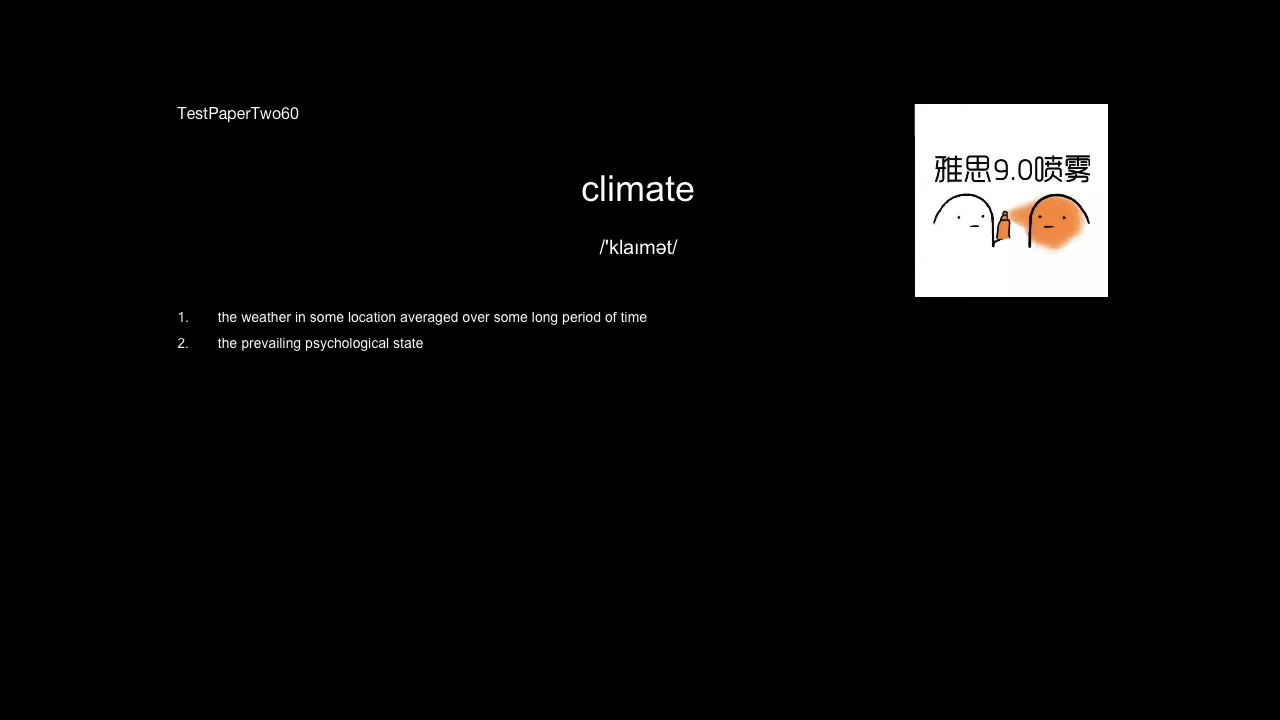 TestPaperTwo60
雅思9.0喷雾
climate
/'klaɪmət/
1. the weather in some location averaged over some long period of time
2. the prevailing psychological state